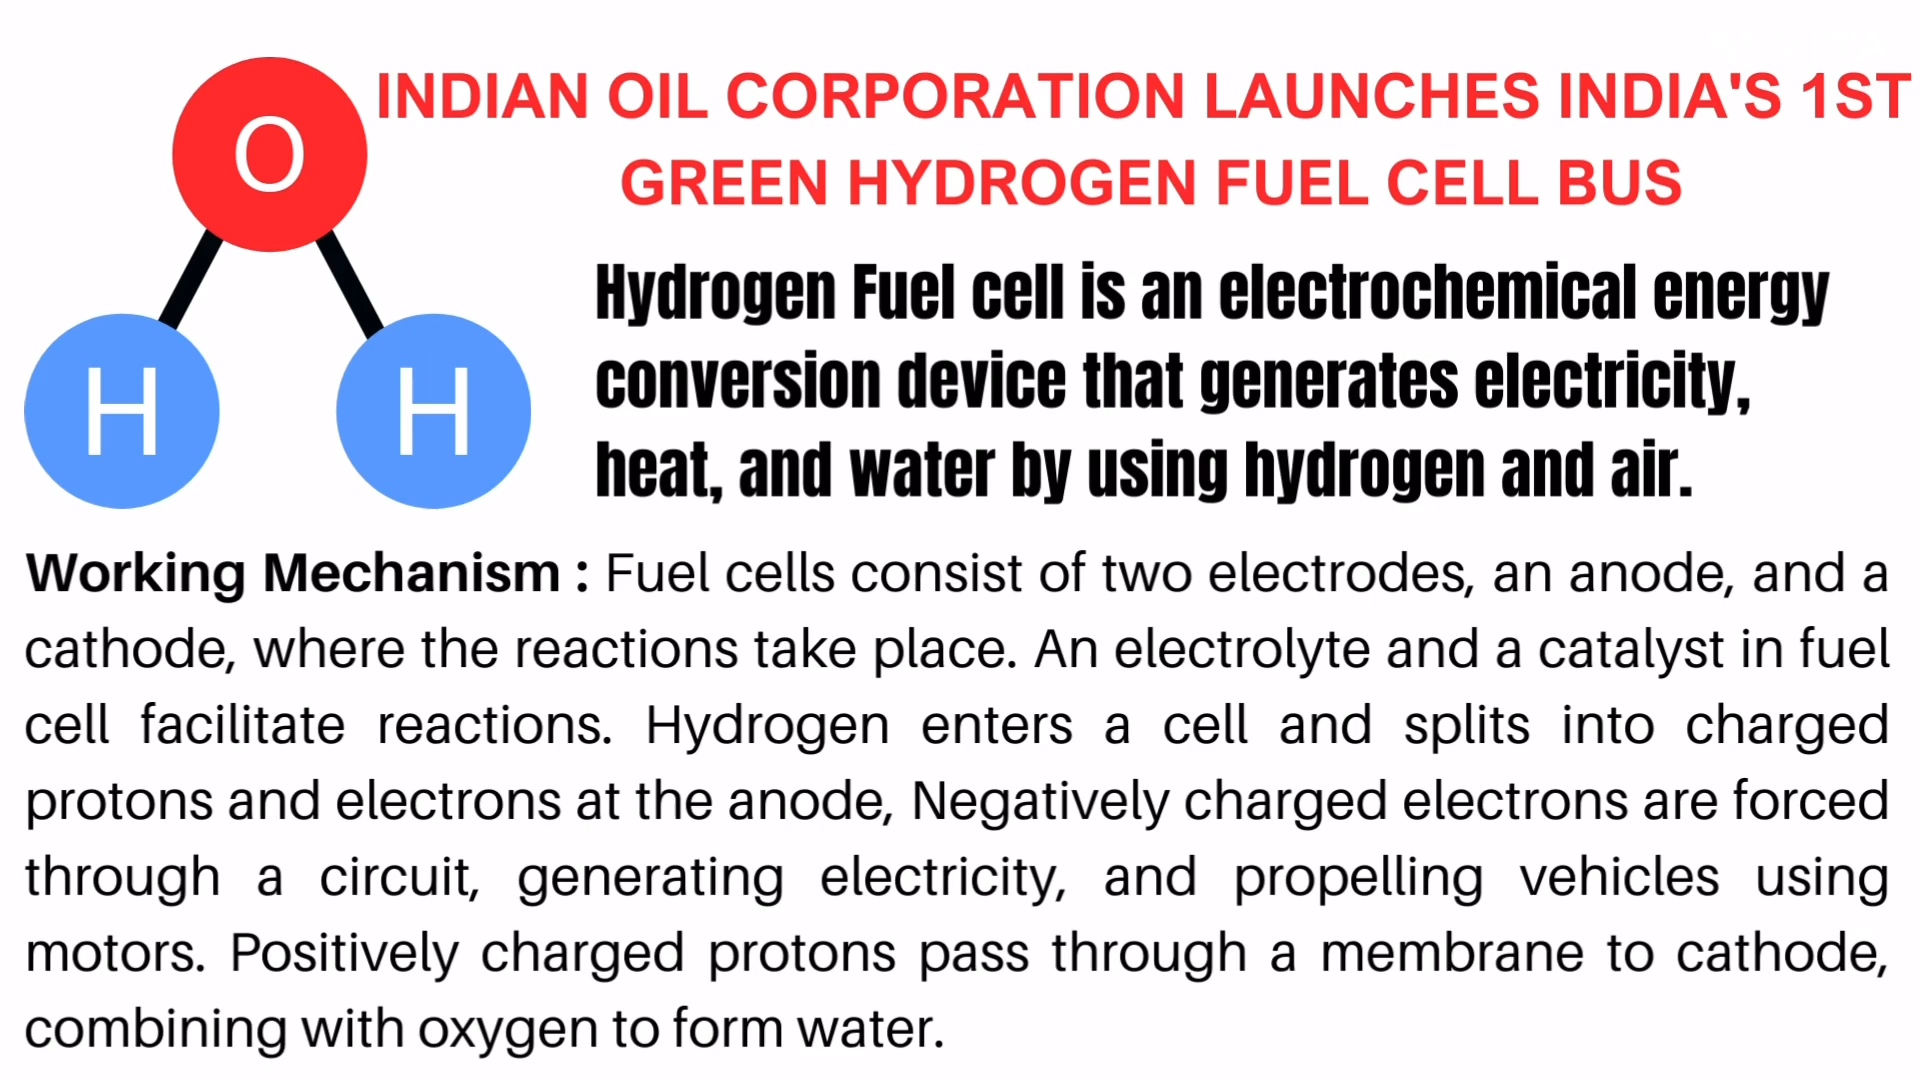 INDIAN OIL CORPORATION LAUNCHES INDIA'S 1ST
GREEN HYDROGEN FUEL CELL BUS
O
H H
Hydrogen Fuel cell is an electrochemical energy
conversion device that generates electricity,
heat, and water by using hydrogen and air.
Working Mechanism : Fuel cells consist of two electrodes, an anode, and a
cathode, where the reactions take place. An electrolyte and a catalyst in fuel
cell facilitate reactions. Hydrogen enters a cell and splits into charged
protons and electrons at the anode, Negatively charged electrons are forced
through a circuit, generating electricity, and propelling vehicles using
motors. Positively charged protons pass through a membrane to cathode,
combining with oxygen to form water.